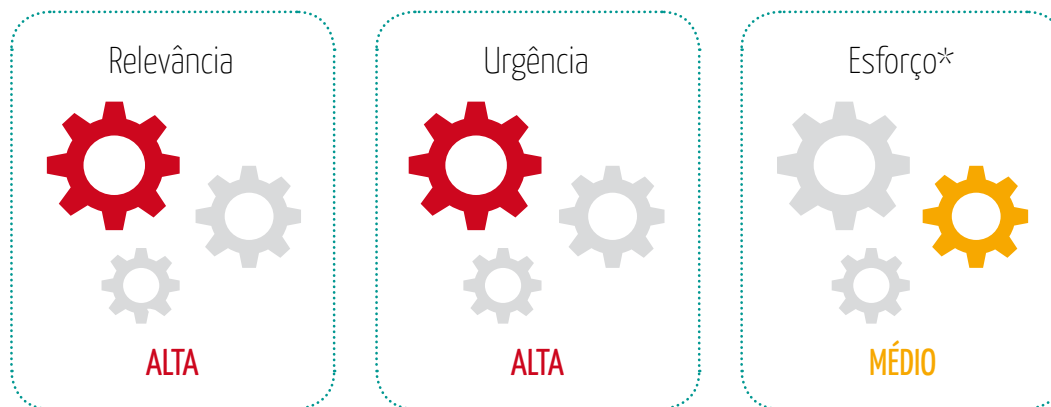 Relevância
ALTA
Urgência
ALTA
Esforço*
MÉDIO